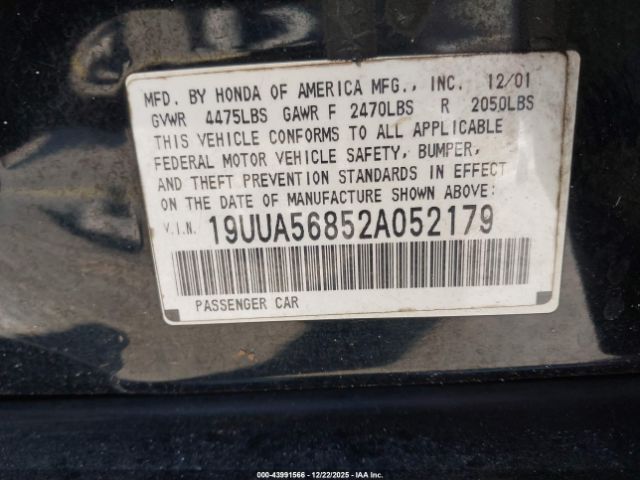 MFD. BY HONDA OF AMERICA MFG., INC. 12/01
GVWR 4475LBS GAWR F 2470LBS R 2050LBS
THIS VEHICLE CONFORMS TO ALL APPLICABLE
FEDERAL MOTOR VEHICLE SAFETY, BUMPER,
AND THEFT PREVENTION STANDARDS IN EFFECT
ON THE DATE OF MANUFACTURE SHOWN ABOVE:
V.I.N. 19UUA56852A052179
PASSENGER CAR
000-43991566 - 12/22/2025 - IAA Inc.